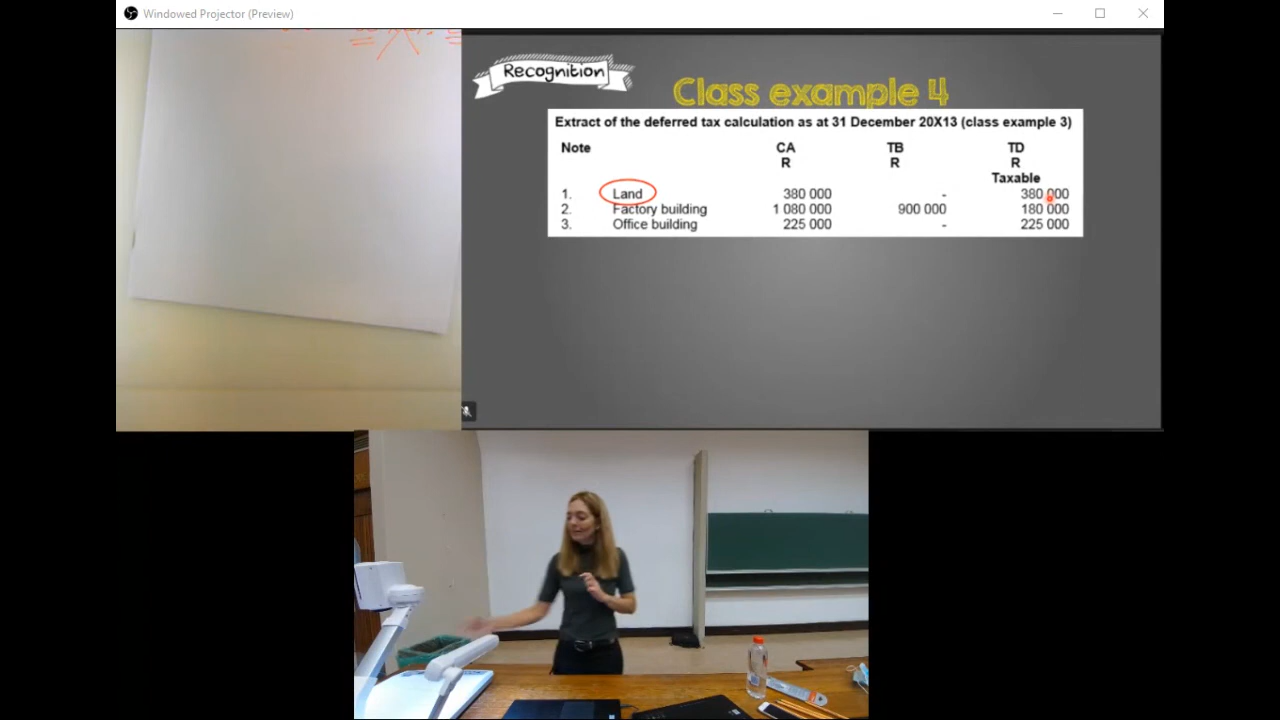 Windowed Projector (Preview)
Recognition
Class example 4
Extract of the deferred tax calculation as at 31 December 20X13 (class example 3)
Note CA TB TD
R R R
Taxable
1. Land 380 000 - 380 000
2. Factory building 1 080 000 900 000 180 000
3. Office building 225 000 - 225 000